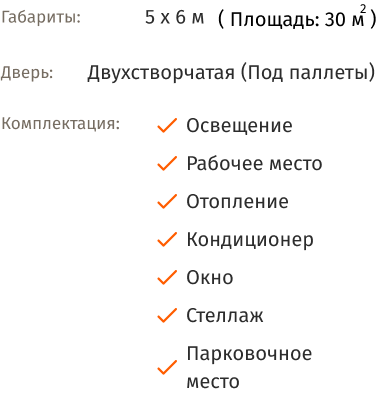 Габариты: 5 х 6 м ( Площадь: 30 м² )
Дверь: Двухстворчатая (Под паллеты)
Комплектация: Освещение
Рабочее место
Отопление
Кондиционер
Окно
Стеллаж
Парковочное
место